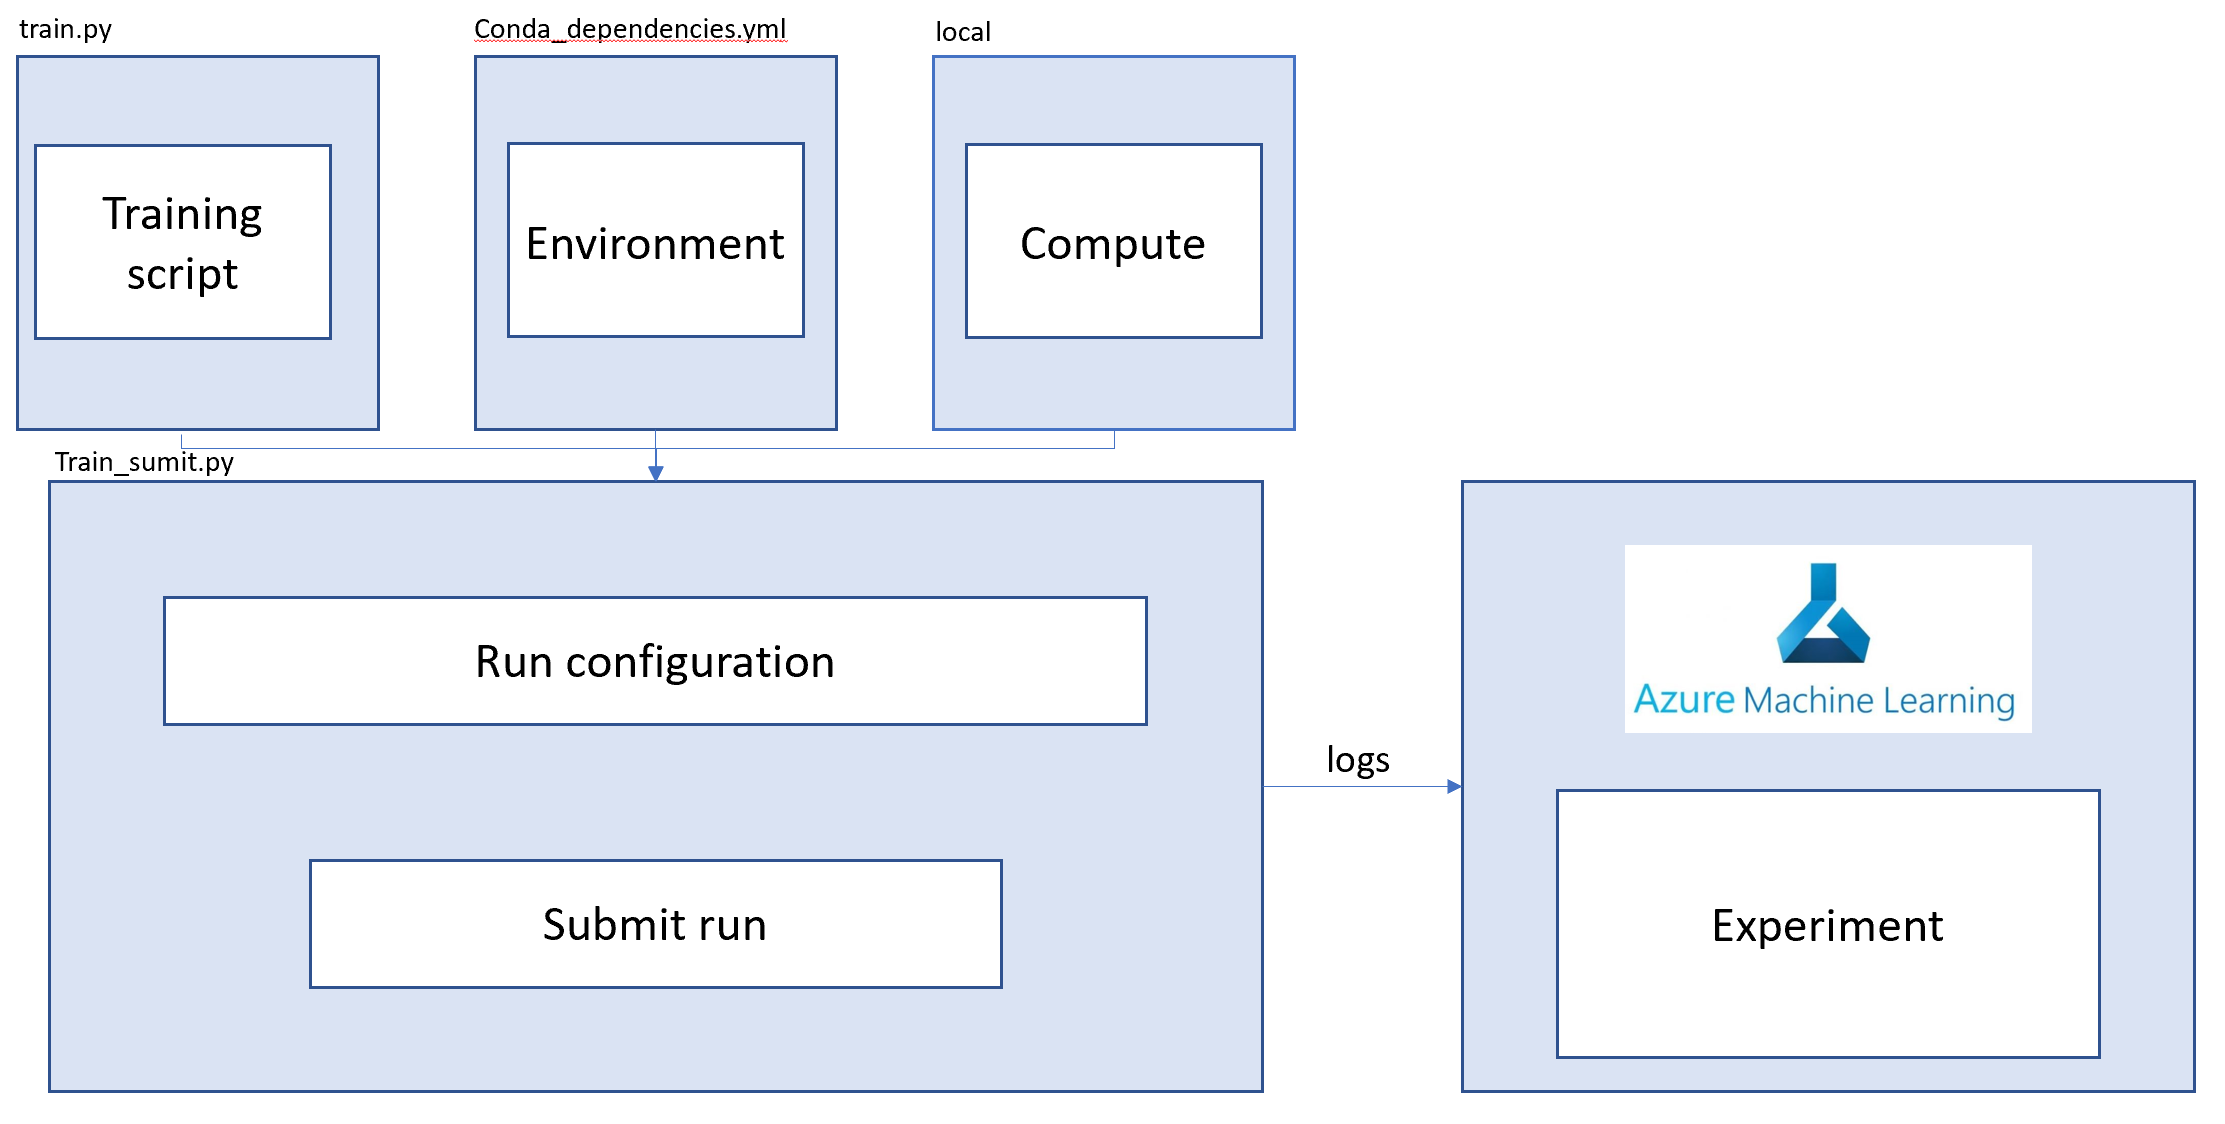 train.py
Conda_dependencies.yml
local
Training
script
Environment
Compute
Train_sumit.py
Run configuration
Submit run
logs
Azure Machine Learning
Experiment